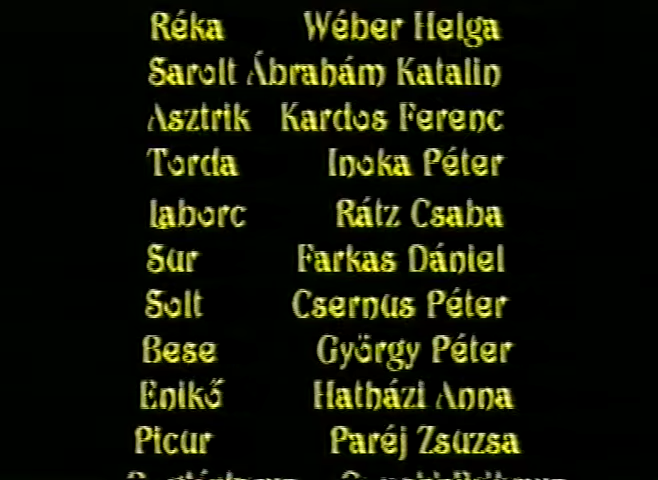 Réka Wéber Helga
Sarolt Ábrahám Katalin
Asztrik Kardos Ferenc
Torda Inoka Péter
Laborc Rátz Csaba
Sur Farkas Dániel
Solt Csernus Péter
Bese György Péter
Enikő Hatházi Anna
Picur Paréj Zsuzsa